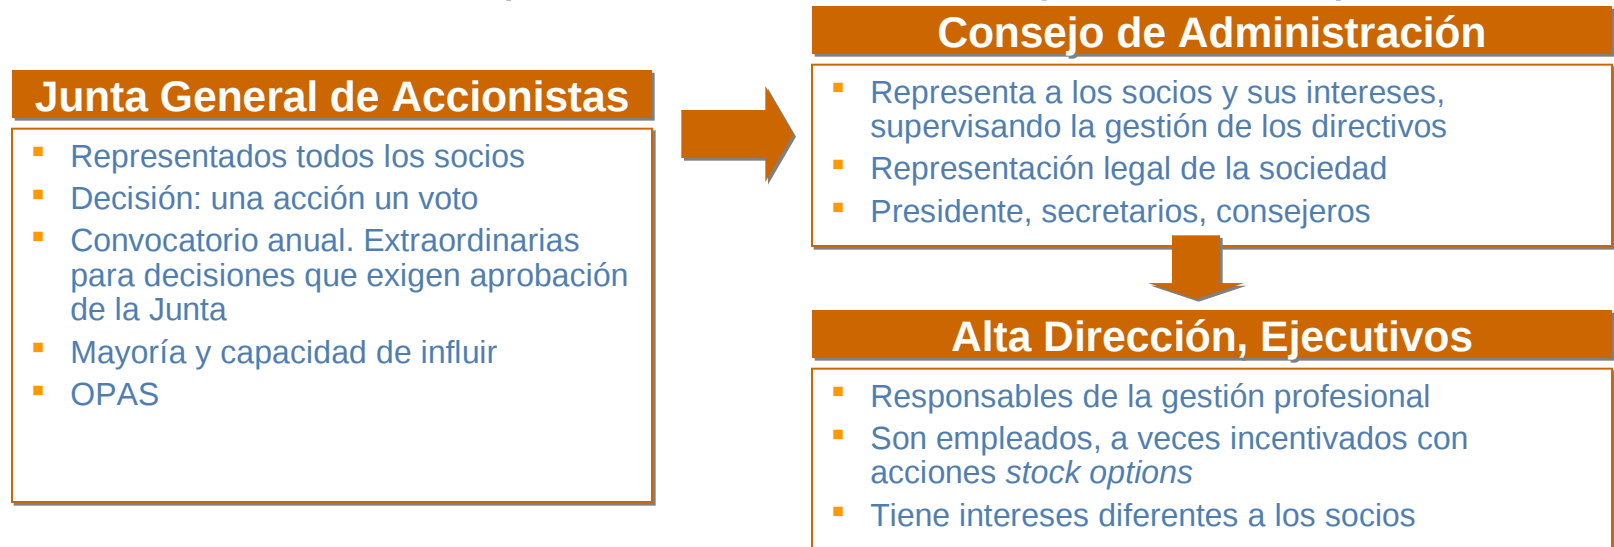 Junta General de Accionistas
Representados todos los socios
Decisión: una acción un voto
Convocatorio anual. Extraordinarias
para decisiones que exigen aprobación
de la Junta
Mayoría y capacidad de influir
OPAS
Consejo de Administración
Representa a los socios y sus intereses,
supervisando la gestión de los directivos
Representación legal de la sociedad
Presidente, secretarios, consejeros
Alta Dirección, Ejecutivos
Responsables de la gestión profesional
Son empleados, a veces incentivados con
acciones stock options
Tiene intereses diferentes a los socios